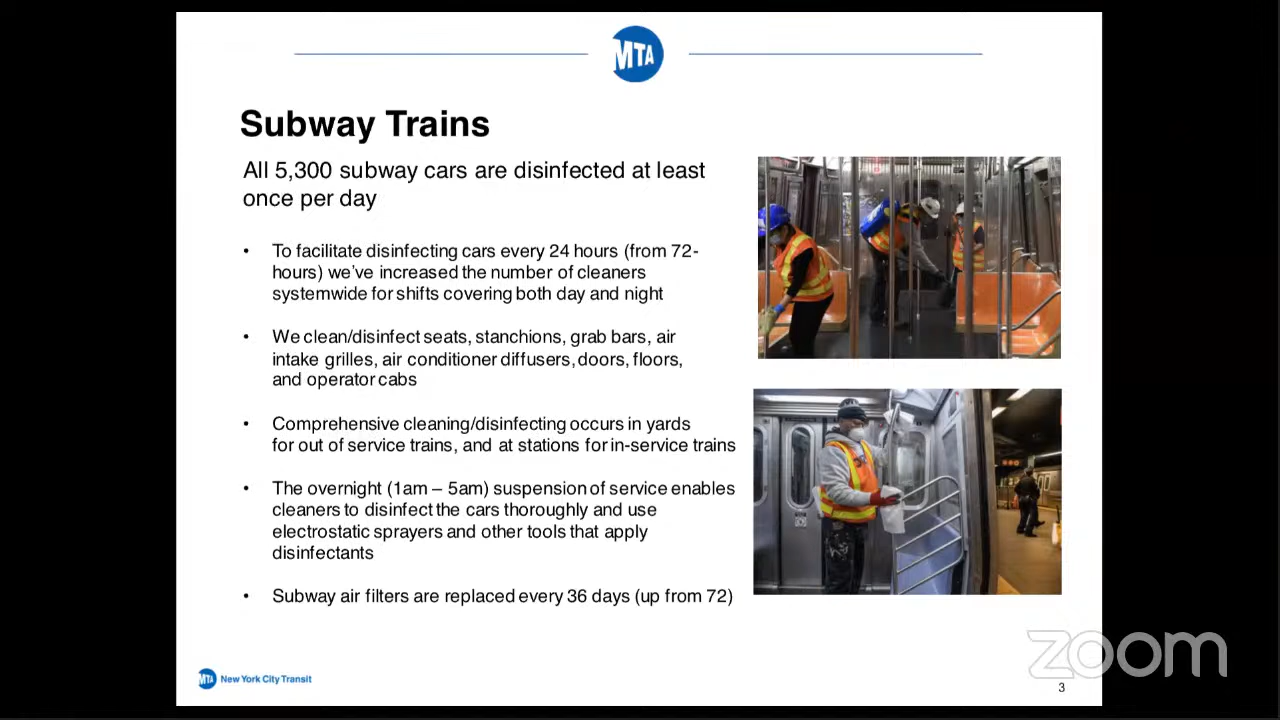 MTA
Subway Trains
All 5,300 subway cars are disinfected at least
once per day
• To facilitate disinfecting cars every 24 hours (from 72-
hours) we've increased the number of cleaners
systemwide for shifts covering both day and night
• We clean/disinfect seats, stanchions, grab bars, air
intake grilles, air conditioner diffusers, doors, floors,
and operator cabs
• Comprehensive cleaning/disinfecting occurs in yards
for out of service trains, and at stations for in-service trains
• The overnight (1am – 5am) suspension of service enables
cleaners to disinfect the cars thoroughly and use
electrostatic sprayers and other tools that apply
disinfectants
• Subway air filters are replaced every 36 days (up from 72)
MTA New York City Transit
zoom
3